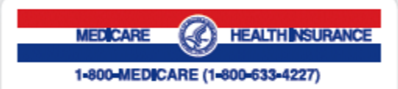 MEDICARE HEALTH INSURANCE
1-800-MEDICARE (1-800-633-4227)